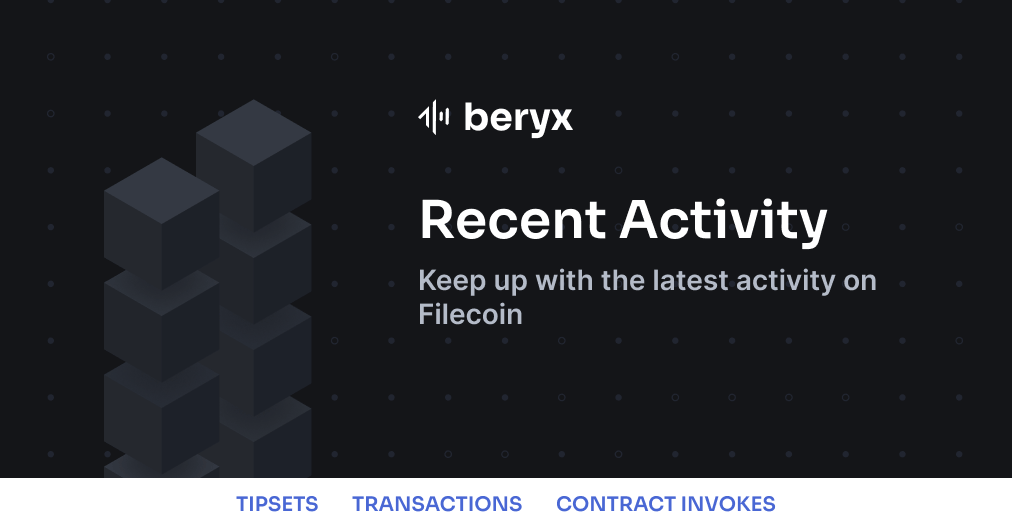 beryx
Recent Activity
Keep up with the latest activity on
Filecoin
TIPSETS TRANSACTIONS CONTRACT INVOKES